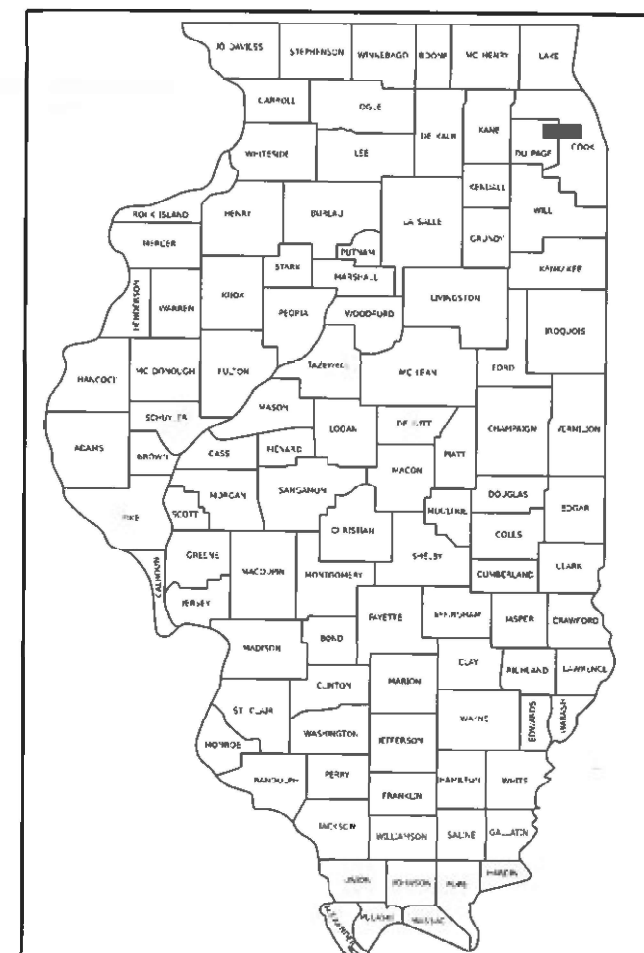 JO DAVIESS
STEPHENSON
WINNEBAGO
BOONE
MC HENRY
LAKE
CARROLL
OGLE
DE KALB
KANE
COOK
DU PAGE
WHITESIDE
LEE
KENDALL
ROCK ISLAND
HENRY
BUREAU
LA SALLE
WILL
GRUNDY
MERCER
PUTNAM
STARK
MARSHALL
KANKAKEE
HENDERSON
WARREN
KNOX
PEORIA
WOODFORD
LIVINGSTON
IROQUOIS
HANCOCK
MC DONOUGH
FULTON
TAZEWELL
MC LEAN
FORD
MASON
SCHUYLER
LOGAN
DE WITT
CHAMPAIGN
VERMILION
ADAMS
BROWN
CASS
MENARD
MACON
PIATT
MORGAN
SANGAMON
DOUGLAS
PIKE
SCOTT
CHRISTIAN
MOULTRIE
EDGAR
COLES
GREENE
MACOUPIN
MONTGOMERY
SHELBY
CUMBERLAND
CLARK
CALHOUN
JERSEY
FAYETTE
EFFINGHAM
JASPER
CRAWFORD
MADISON
BOND
CLAY
RICHLAND
LAWRENCE
CLINTON
MARION
ST. CLAIR
WAYNE
EDWARDS
WABASH
MONROE
WASHINGTON
JEFFERSON
RANDOLPH
PERRY
HAMILTON
WHITE
FRANKLIN
JACKSON
WILLIAMSON
SALINE
GALLATIN
UNION
JOHNSON
POPE
HARDIN
ALEXANDER
PULASKI
MASSAC